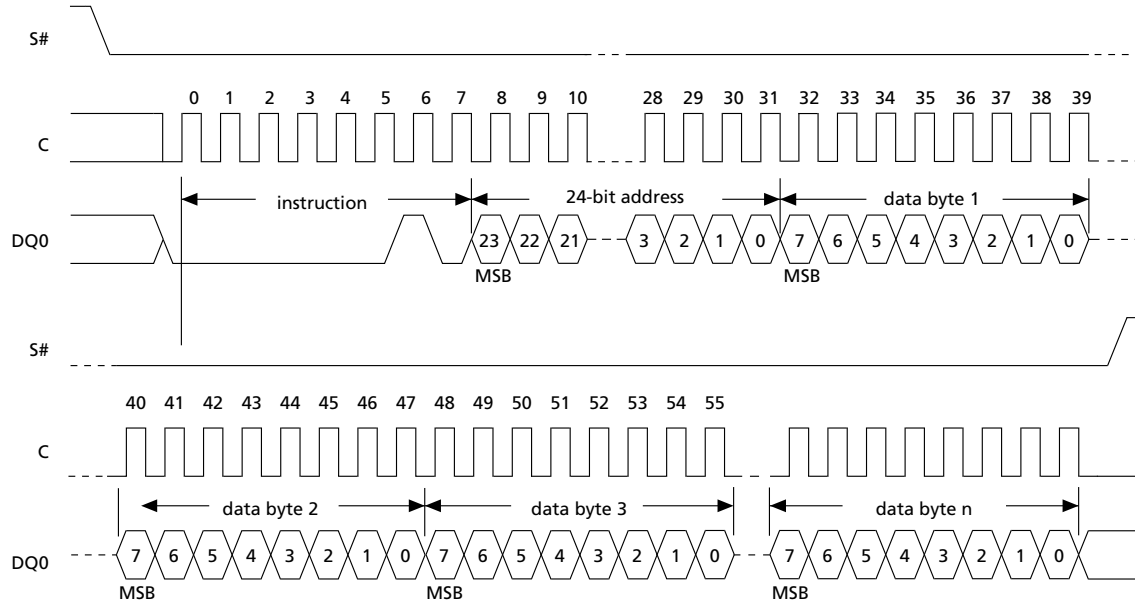 S#
0 1 2 3 4 5 6 7 8 9 10 28 29 30 31 32 33 34 35 36 37 38 39
C
instruction 24-bit address data byte 1
DQ0 23 22 21 3 2 1 0 7 6 5 4 3 2 1 0
MSB MSB
S#
40 41 42 43 44 45 46 47 48 49 50 51 52 53 54 55
C
data byte 2 data byte 3 data byte n
DQ0 7 6 5 4 3 2 1 0 7 6 5 4 3 2 1 0 7 6 5 4 3 2 1 0
MSB MSB MSB